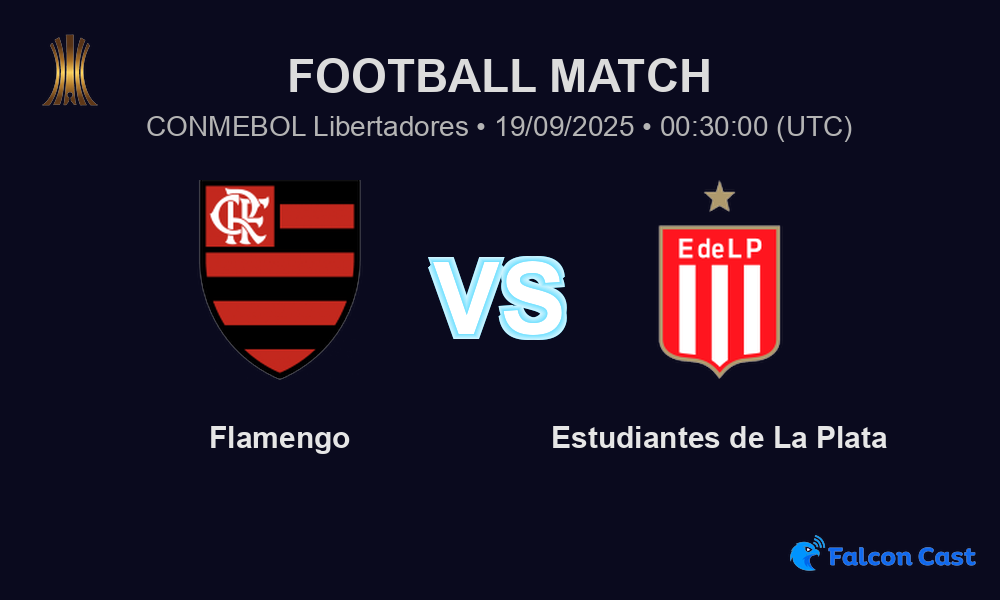 FOOTBALL MATCH
CONMEBOL Libertadores • 19/09/2025 • 00:30:00 (UTC)
CRF
EdeLP
VS
Flamengo
Estudiantes de La Plata
Falcon Cast